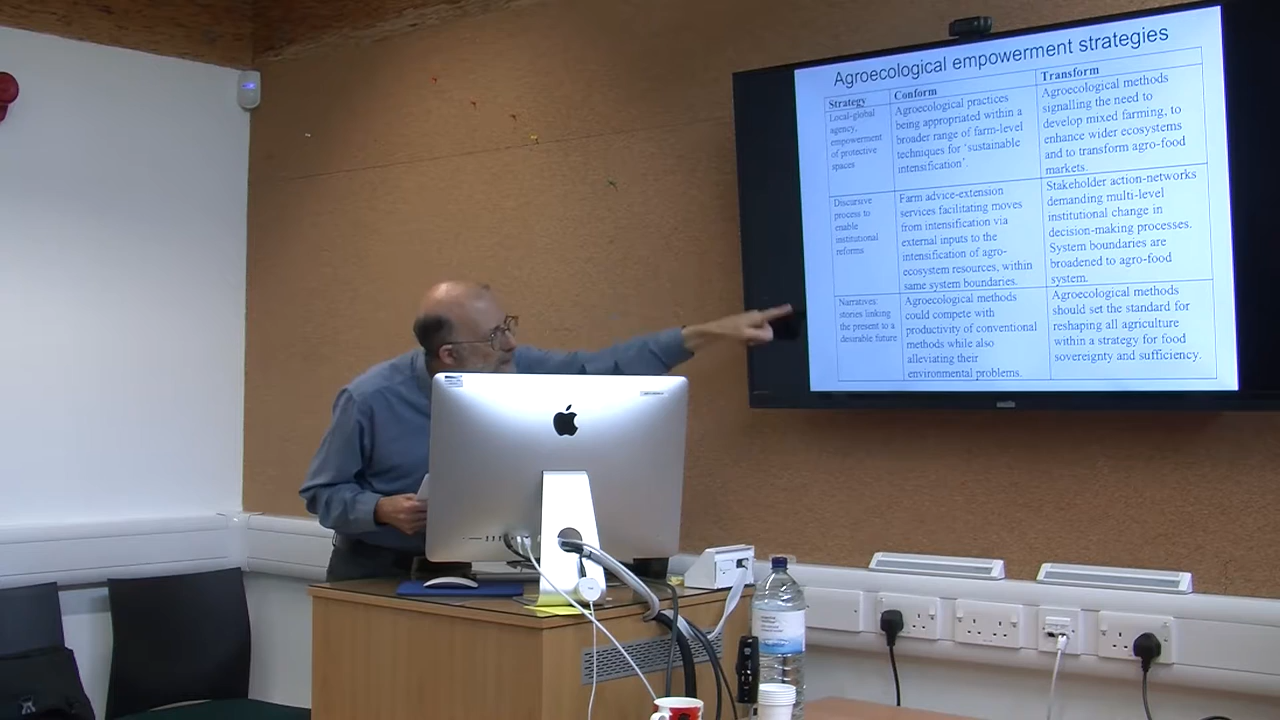 Agroecological empowerment strategies
Strategy
Conform
Transform
Local-global
agency,
empowerment
of protective
spaces
Agroecological practices
being appropriated within a
broader range of farm-level
techniques for ‘sustainable
intensification’.
Agroecological methods
signalling the need to
develop mixed farming, to
enhance wider ecosystems
and to transform agro-food
markets.
Discursive
process to
enable
institutional
reforms
Farm advice-extension
services facilitating moves
from intensification via
external inputs to the
intensification of agro-
ecosystem resources, within
same system boundaries.
Stakeholder action-networks
demanding multi-level
institutional change in
decision-making processes.
System boundaries are
broadened to agro-food
system.
Narratives:
stories linking
the present to a
desirable future
Agroecological methods
could compete with
productivity of conventional
methods while also
alleviating their
environmental problems.
Agroecological methods
should set the standard for
reshaping all agriculture
within a strategy for food
sovereignty and sufficiency.